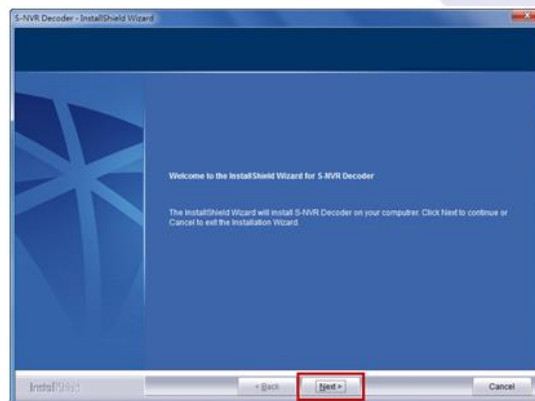 S-NVR Decoder - InstallShield Wizard
Welcome to the InstallShield Wizard for S-NVR Decoder
The InstallShield Wizard will install S-NVR Decoder on your computrer. Click Next to continue or
Cancel to exit the Installation Wizard.
InstallShield
< Back
Next >
Cancel